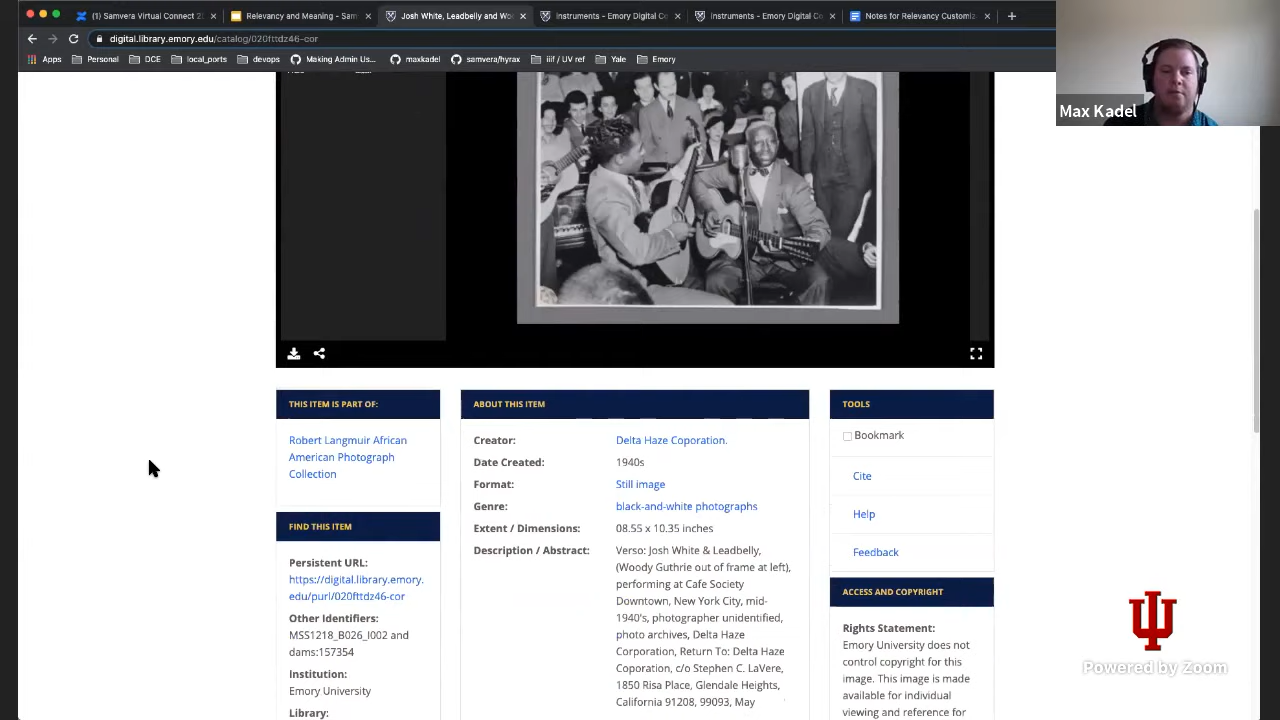 Samvera Virtual Connect 2
Relevancy and Meaning - Sam
Josh White, Leadbelly and Wo
Instruments - Emory Digital Co
Instruments - Emory Digital C
Notes for Relevancy Customiz
digital.library.emory.edu/catalog/020fttdz46-cor
Apps
Personal
DCE
local_ports
devops
Making Admin Us...
maxkadel
samvera/hyrax
iiif / UV ref
Yale
Emory
Max Kadel
THIS ITEM IS PART OF:
Robert Langmuir African
American Photograph
Collection
FIND THIS ITEM
Persistent URL:
https://digital.library.emory.
edu/purl/020fttdz46-cor
Other Identifiers:
MSS1218_B026_I002 and
dams:157354
Institution:
Emory University
Library:
ABOUT THIS ITEM
Creator: Delta Haze Coporation.
Date Created: 1940s
Format: Still image
Genre: black-and-white photographs
Extent / Dimensions: 08.55 x 10.35 inches
Description / Abstract: Verso: Josh White & Leadbelly,
(Woody Guthrie out of frame at left),
performing at Cafe Society
Downtown, New York City, mid-
1940's, photographer unidentified,
photo archives, Delta Haze
Corporation, Return To: Delta Haze
Coporation, c/o Stephen C. LaVere,
1850 Risa Place, Glendale Heights,
California 91208, 99093, May
TOOLS
Bookmark
Cite
Help
Feedback
ACCESS AND COPYRIGHT
Rights Statement:
Emory University does not
control copyright for this
image. This image is made
available for individual
viewing and reference for
Powered by Zoom